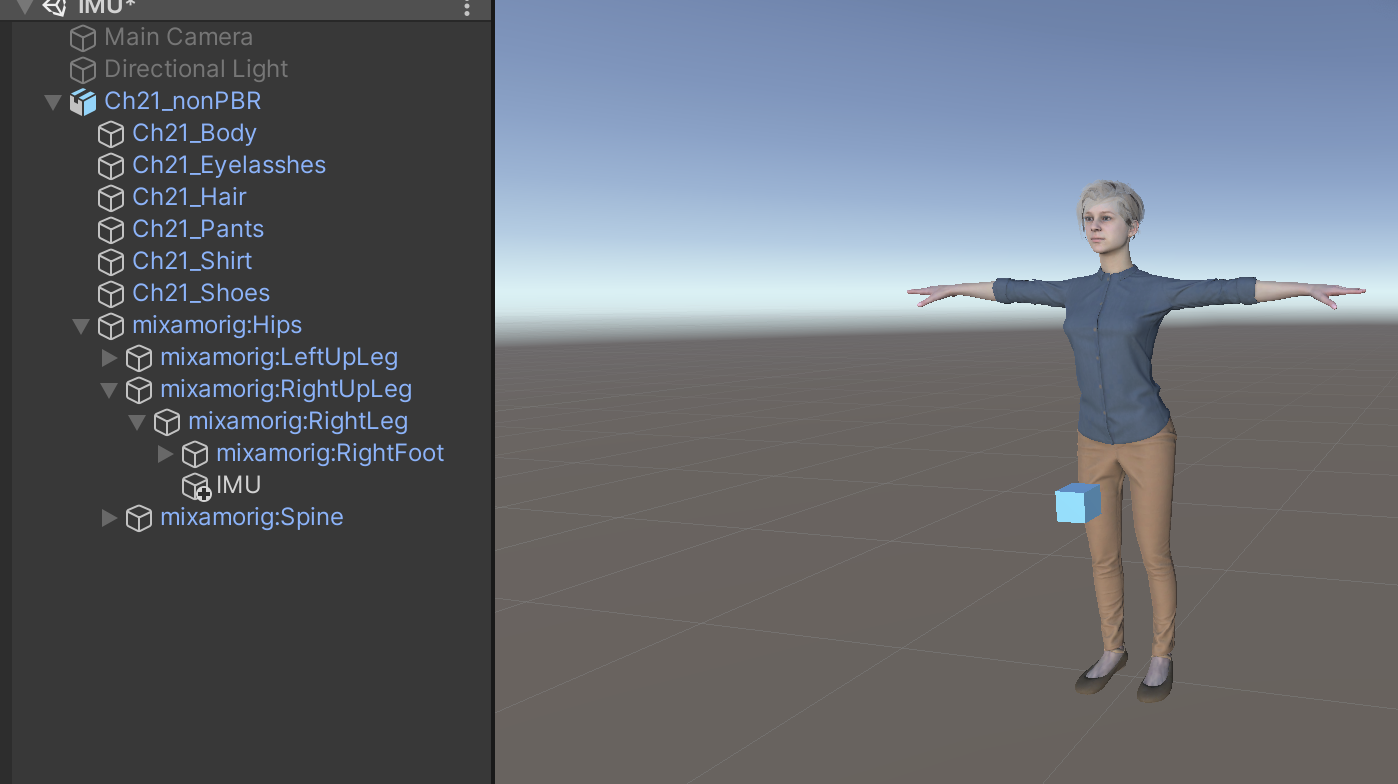 IMU*
Main Camera
Directional Light
Ch21_nonPBR
Ch21_Body
Ch21_Eyelasshes
Ch21_Hair
Ch21_Pants
Ch21_Shirt
Ch21_Shoes
mixamorig:Hips
mixamorig:LeftUpLeg
mixamorig:RightUpLeg
mixamorig:RightLeg
mixamorig:RightFoot
IMU
mixamorig:Spine